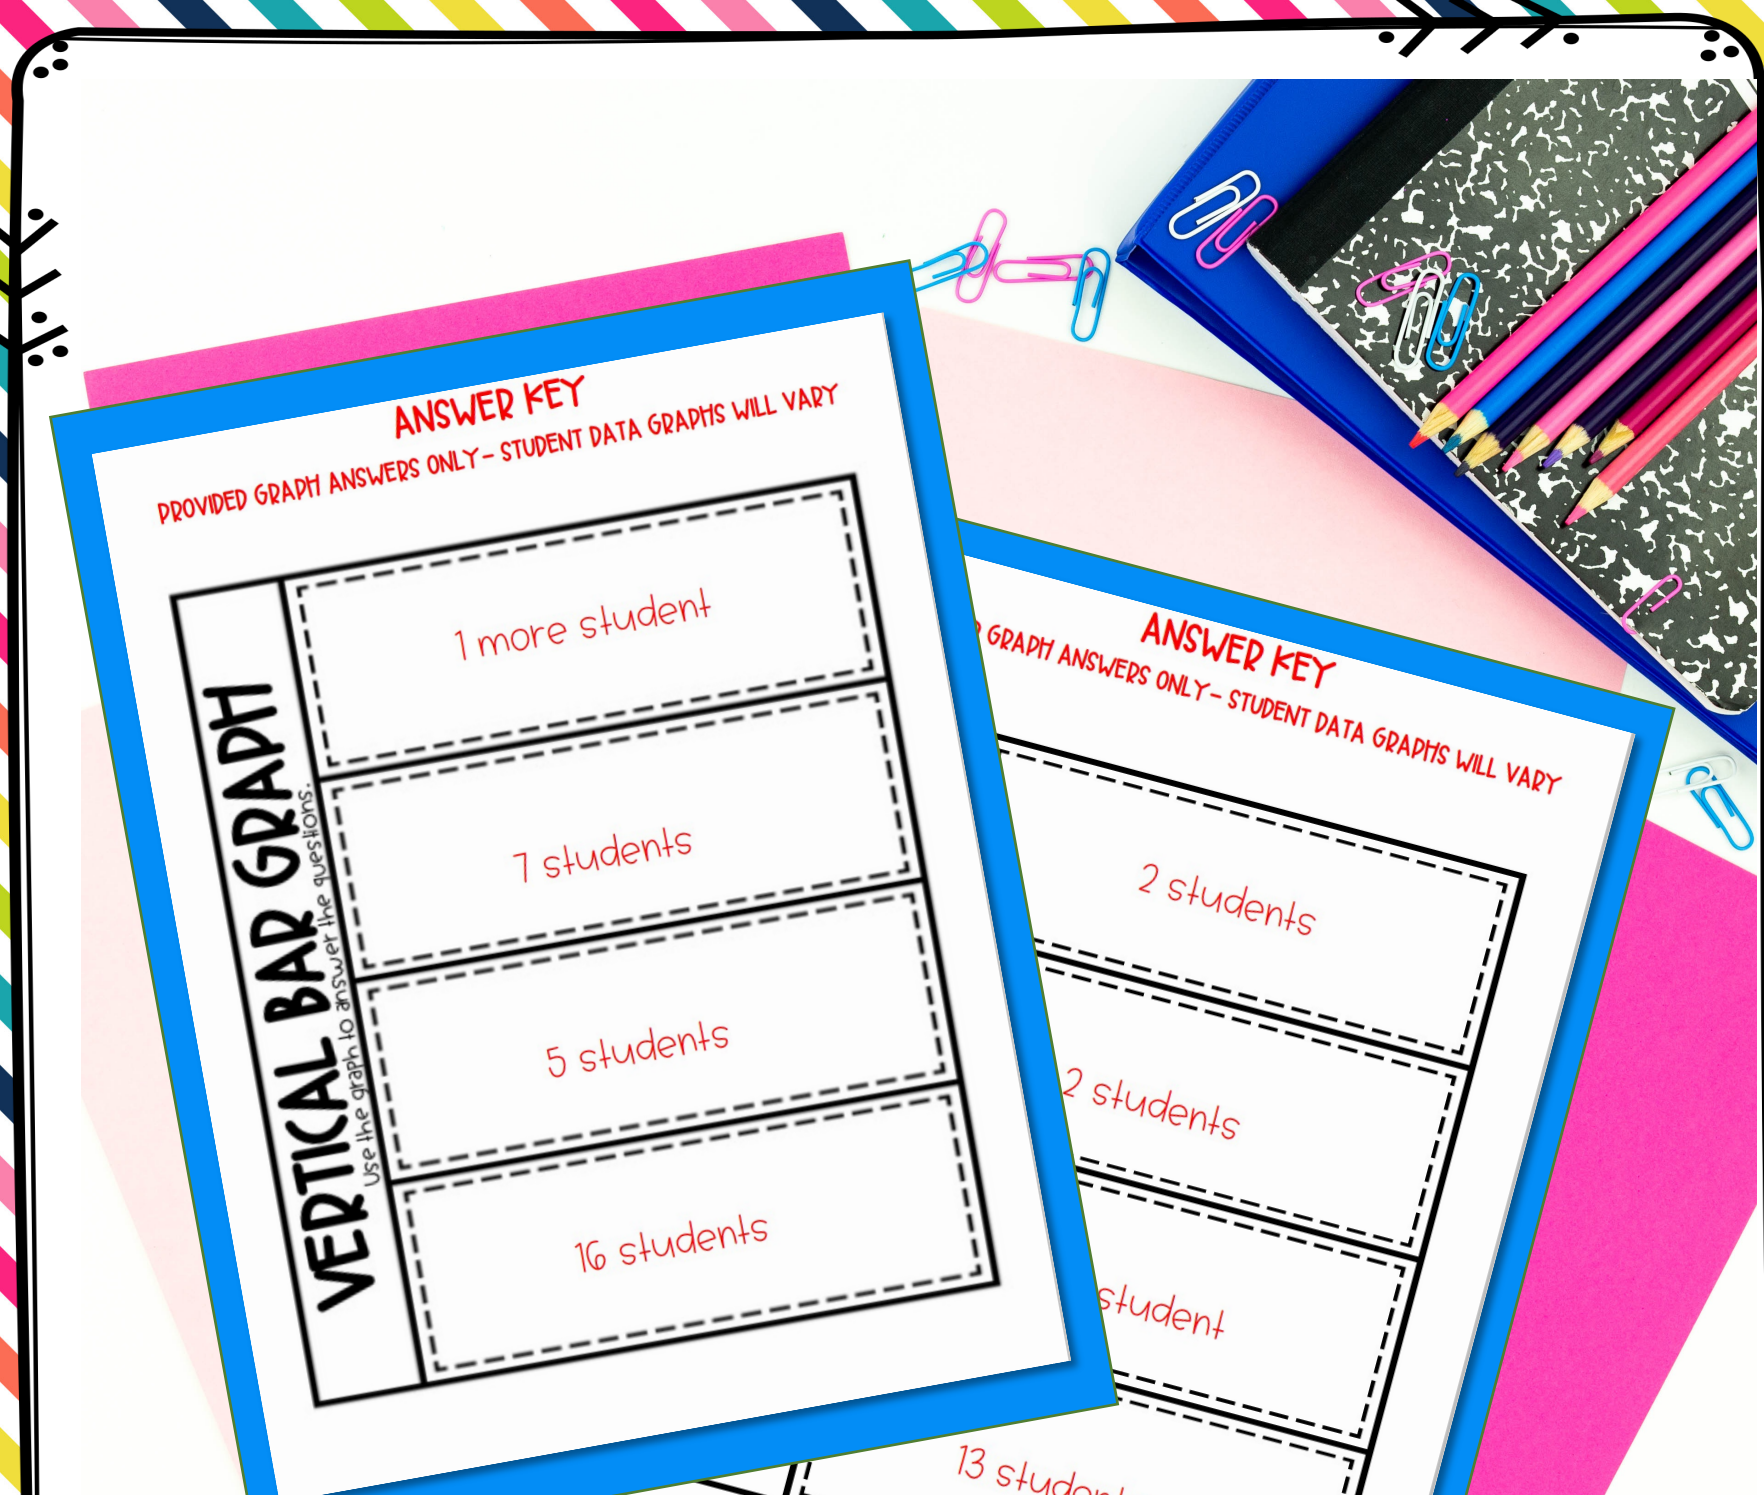 ANSWER KEY
PROVIDED GRAPH ANSWERS ONLY- STUDENT DATA GRAPHS WILL VARY
VERTICAL BAR GRAPH
Use the graph to answer the questions.
1 more student
7 students
5 students
16 students
ANSWER KEY
GRAPH ANSWERS ONLY- STUDENT DATA GRAPHS WILL VARY
2 students
2 students
student
13